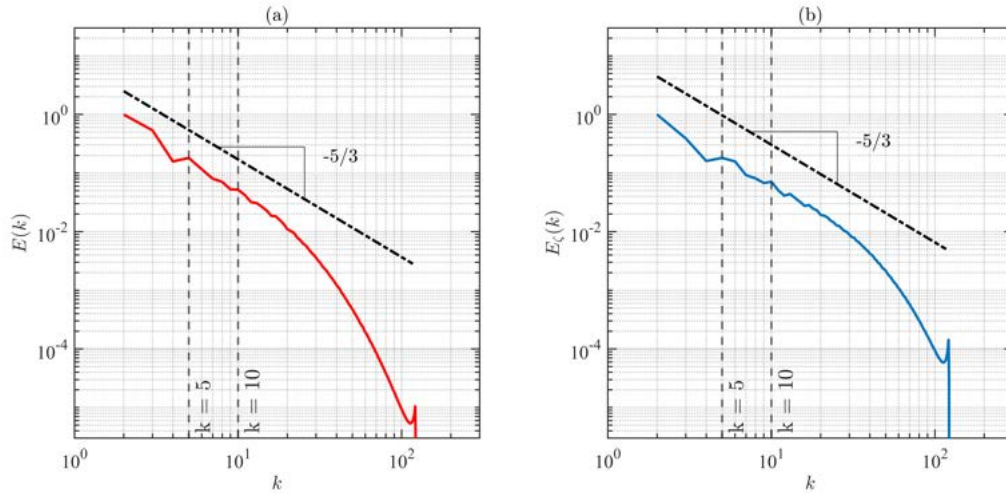 (a)
10^0
10^-2
10^-4
E(k)
-5/3
k = 5
k = 10
10^0
10^1
10^2
k
(b)
10^0
10^-2
10^-4
E_ζ(k)
-5/3
k = 5
k = 10
10^0
10^1
10^2
k